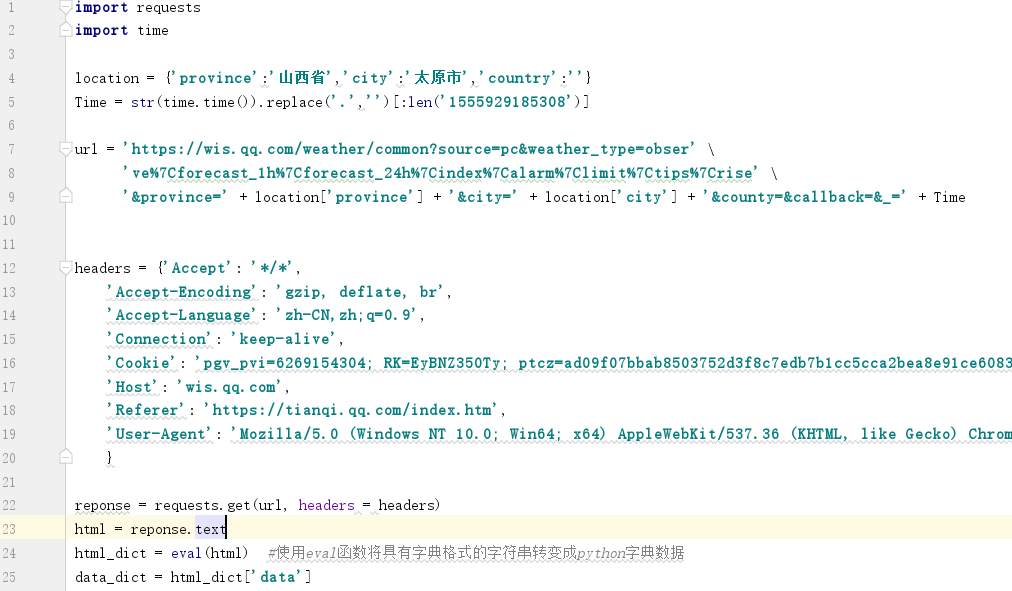 1 import requests
2 import time
3
4 location = {'province':'山西省','city':'太原市','country':''}
5 Time = str(time.time()).replace('.','')[:len('1555929185308')]
6
7 url = 'https://wis.qq.com/weather/common?source=pc&weather_type=obser' \
8 've%7Cforecast_1h%7Cforecast_24h%7Cindex%7Calarm%7Climit%7Ctips%7Crise' \
9 '&province=' + location['province'] + '&city=' + location['city'] + '&county=&callback=&_=' + Time
10
11
12 headers = {'Accept': '*/*',
13 'Accept-Encoding': 'gzip, deflate, br',
14 'Accept-Language': 'zh-CN,zh;q=0.9',
15 'Connection': 'keep-alive',
16 'Cookie': 'pgv_pvi=6269154304; RK=EyBNZ350Ty; ptcz=ad09f07bbab8503752d3f8c7edb7b1cc5cca2bea8e91ce6083
17 'Host': 'wis.qq.com',
18 'Referer': 'https://tianqi.qq.com/index.htm',
19 'User-Agent': 'Mozilla/5.0 (Windows NT 10.0; Win64; x64) AppleWebKit/537.36 (KHTML, like Gecko) Chrom
20 }
21
22 reponse = requests.get(url, headers = headers)
23 html = reponse.text
24 html_dict = eval(html) #使用eval函数将具有字典格式的字符串转变成python字典数据
25 data_dict = html_dict['data']